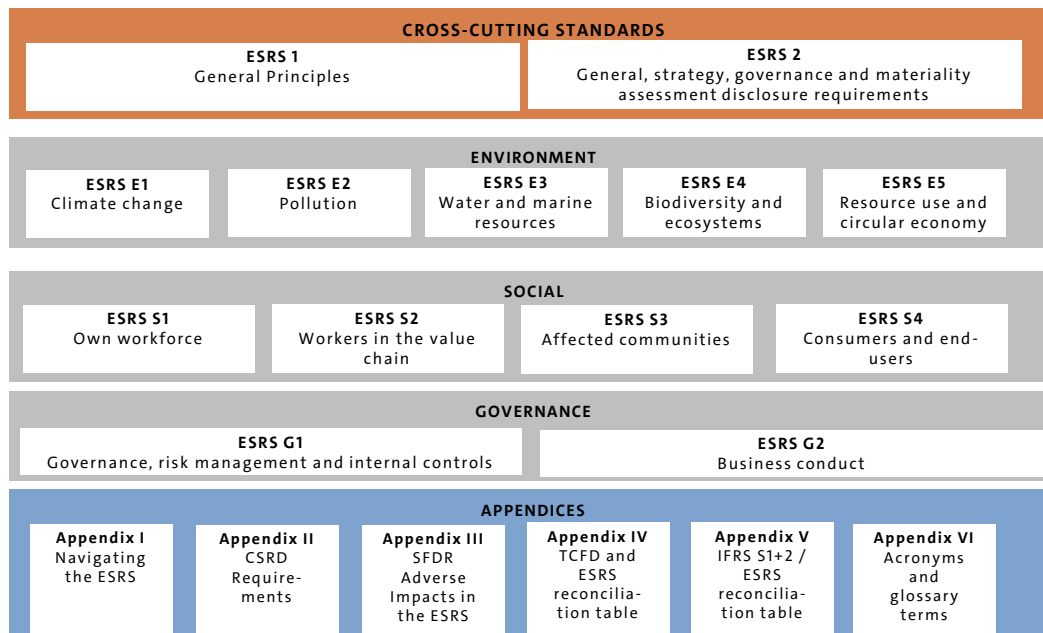 CROSS-CUTTING STANDARDS
ESRS 1
General Principles
ESRS 2
General, strategy, governance and materiality
assessment disclosure requirements
ENVIRONMENT
ESRS E1
Climate change
ESRS E2
Pollution
ESRS E3
Water and marine
resources
ESRS E4
Biodiversity and
ecosystems
ESRS E5
Resource use and
circular economy
SOCIAL
ESRS S1
Own workforce
ESRS S2
Workers in the value
chain
ESRS S3
Affected communities
ESRS S4
Consumers and end-
users
GOVERNANCE
ESRS G1
Governance, risk management and internal controls
ESRS G2
Business conduct
APPENDICES
Appendix I
Navigating
the ESRS
Appendix II
CSRD
Require-
ments
Appendix III
SFDR
Adverse
Impacts in
the ESRS
Appendix IV
TCFD and
ESRS
reconcilia-
tion table
Appendix V
IFRS S1+2 /
ESRS
reconcilia-
tion table
Appendix VI
Acronyms
and
glossary
terms